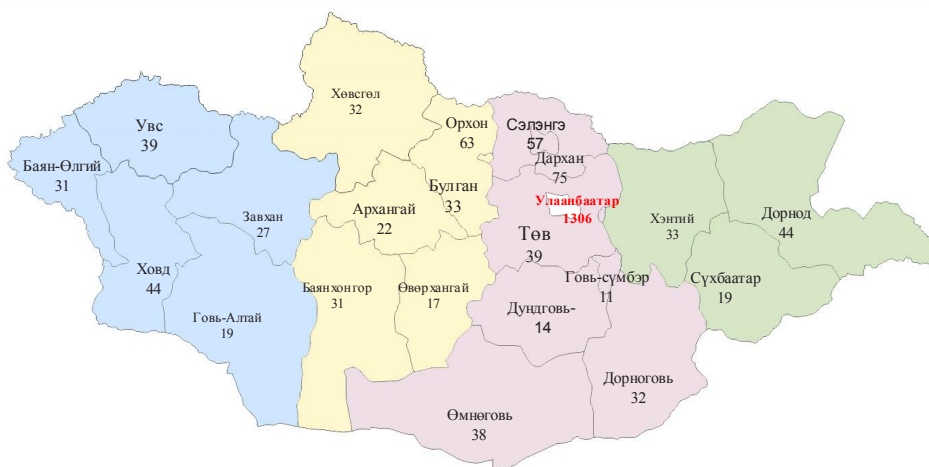 Хөвсгөл
32
Увс
39
Орхон
63
Сэлэнгэ
57
Баян-Өлгий
31
Дархан
75
Булган
33
Улаанбаатар
1306
Завхан
27
Архангай
22
Хэнтий
33
Дорнод
44
Төв
39
Ховд
44
Баянхонгор
31
Өвөрхангай
17
Говь-сүмбэр
11
Сүхбаатар
19
Говь-Алтай
19
Дундговь-
14
Дорноговь
32
Өмнөговь
38